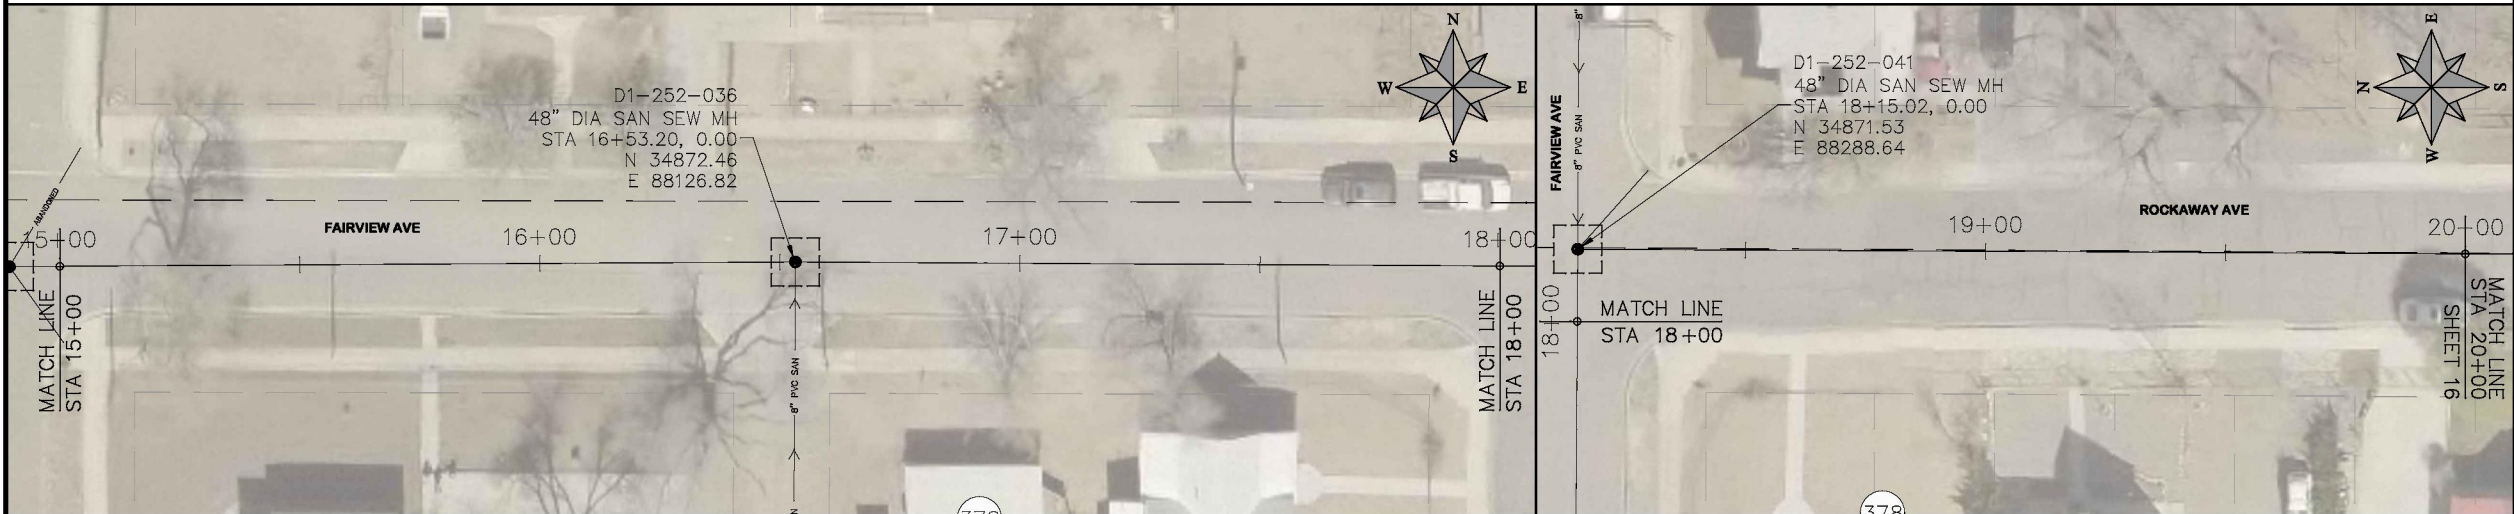 D1-252-036
48" DIA SAN SEW MH
STA 16+53.20, 0.00
N 34872.46
E 88126.82
N
W
E
S
ABANDONED
15+00
FAIRVIEW AVE
16+00
17+00
18+00
MATCH LINE
STA 15+00
8" PVC SAN
N
MATCH LINE
STA 18+00
8"
8" PVC SAN
FAIRVIEW AVE
D1-252-041
48" DIA SAN SEW MH
STA 18+15.02, 0.00
N 34871.53
E 88288.64
E
N
S
W
19+00
ROCKAWAY AVE
20+00
18+00
MATCH LINE
STA 18+00
MATCH LINE
STA 20+00
SHEET 16
378